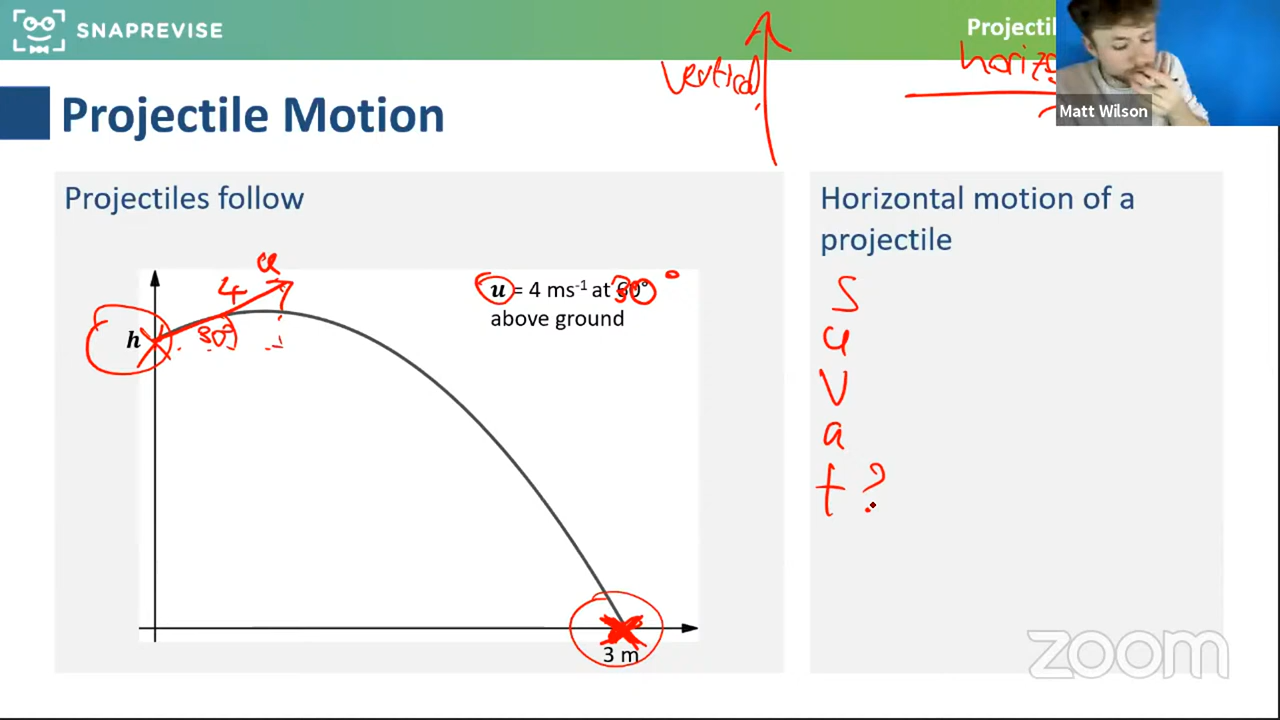 SNAPREVISE
Projectile
vertical
horiz
Matt Wilson
Projectile Motion
Projectiles follow
Horizontal motion of a
projectile
u
4
30°
h
u = 4 ms⁻¹ at 30°
above ground
3 m
s
u
v
a
t ?
zoom